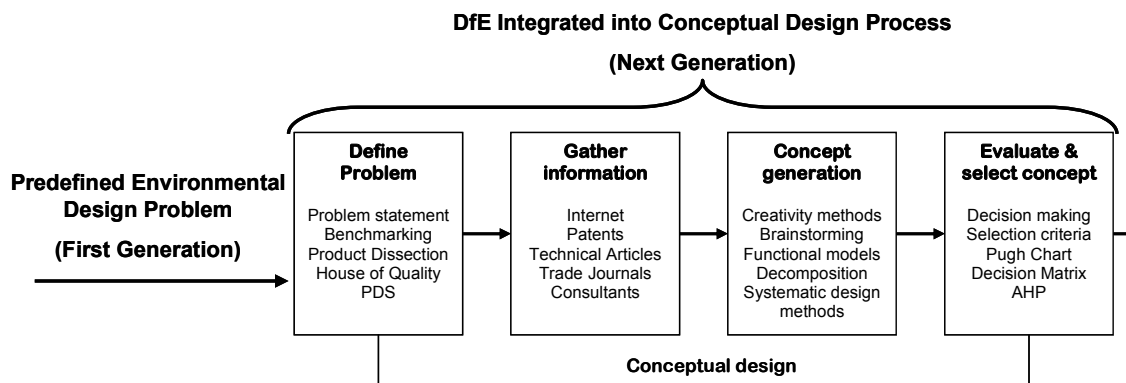 DfE Integrated into Conceptual Design Process
(Next Generation)
Predefined Environmental
Design Problem
(First Generation)
Define
Problem
Problem statement
Benchmarking
Product Dissection
House of Quality
PDS
Gather
information
Internet
Patents
Technical Articles
Trade Journals
Consultants
Concept
generation
Creativity methods
Brainstorming
Functional models
Decomposition
Systematic design
methods
Evaluate &
select concept
Decision making
Selection criteria
Pugh Chart
Decision Matrix
AHP
Conceptual design